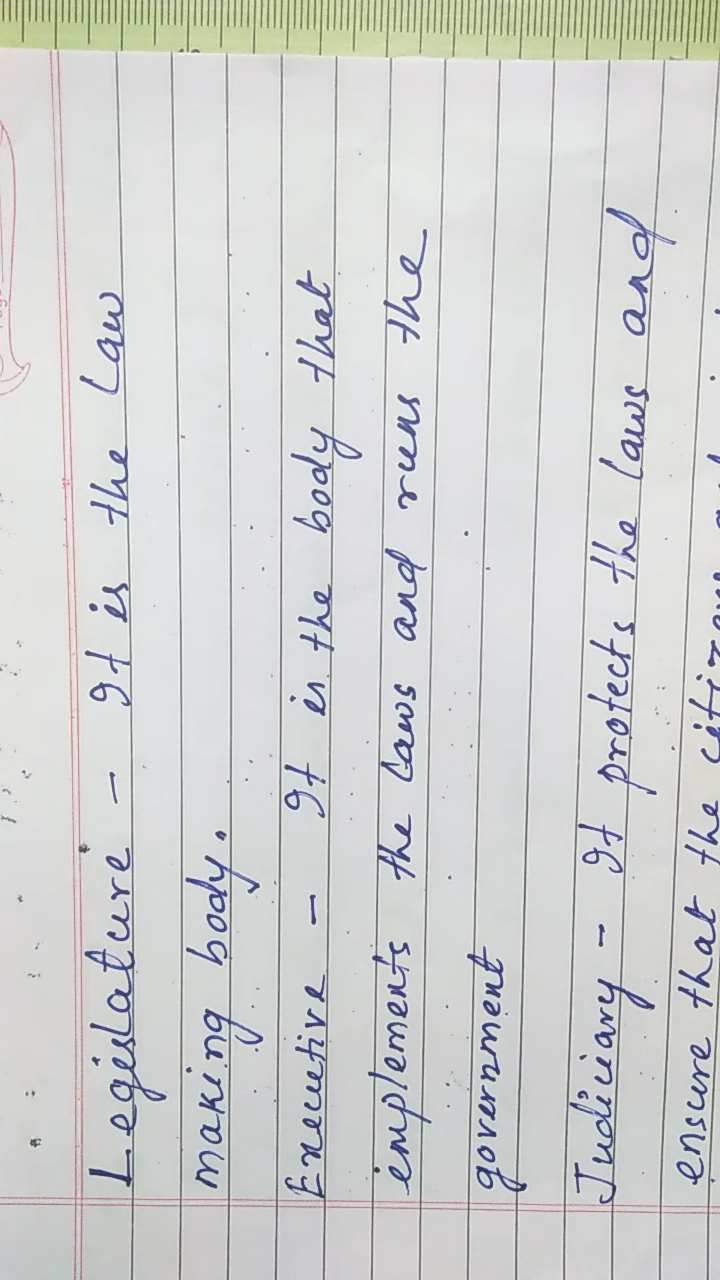 Legislature - It is the law
making body.
Executive - It is the body that
implements the laws and runs the
government
Judiciary - It protects the laws and
ensure that the citizens